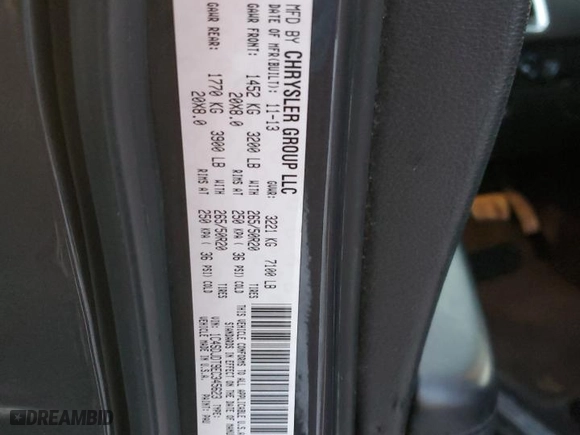 MFD BY CHRYSLER GROUP LLC
DATE OF MFR(BUILT): 11-13 GVWR: 3221 KG 7100 LB
GAWR FRONT: 1452 KG 3200 LB WITH 265/50R20 TIRES
20X8.0 RIMS AT 250 KPA ( 36 PSI) COLD
GAWR REAR: 1770 KG 3900 LB WITH 265/50R20 TIRES
20X8.0 RIMS AT 250 KPA ( 36 PSI) COLD
THIS VEHICLE CONFORMS TO ALL APPLICABLE
STANDARDS IN EFFECT ON THE DATE OF
TYPE:
VEHICLE MADE IN U.S.A. PAINT: PAU
DREAMBID